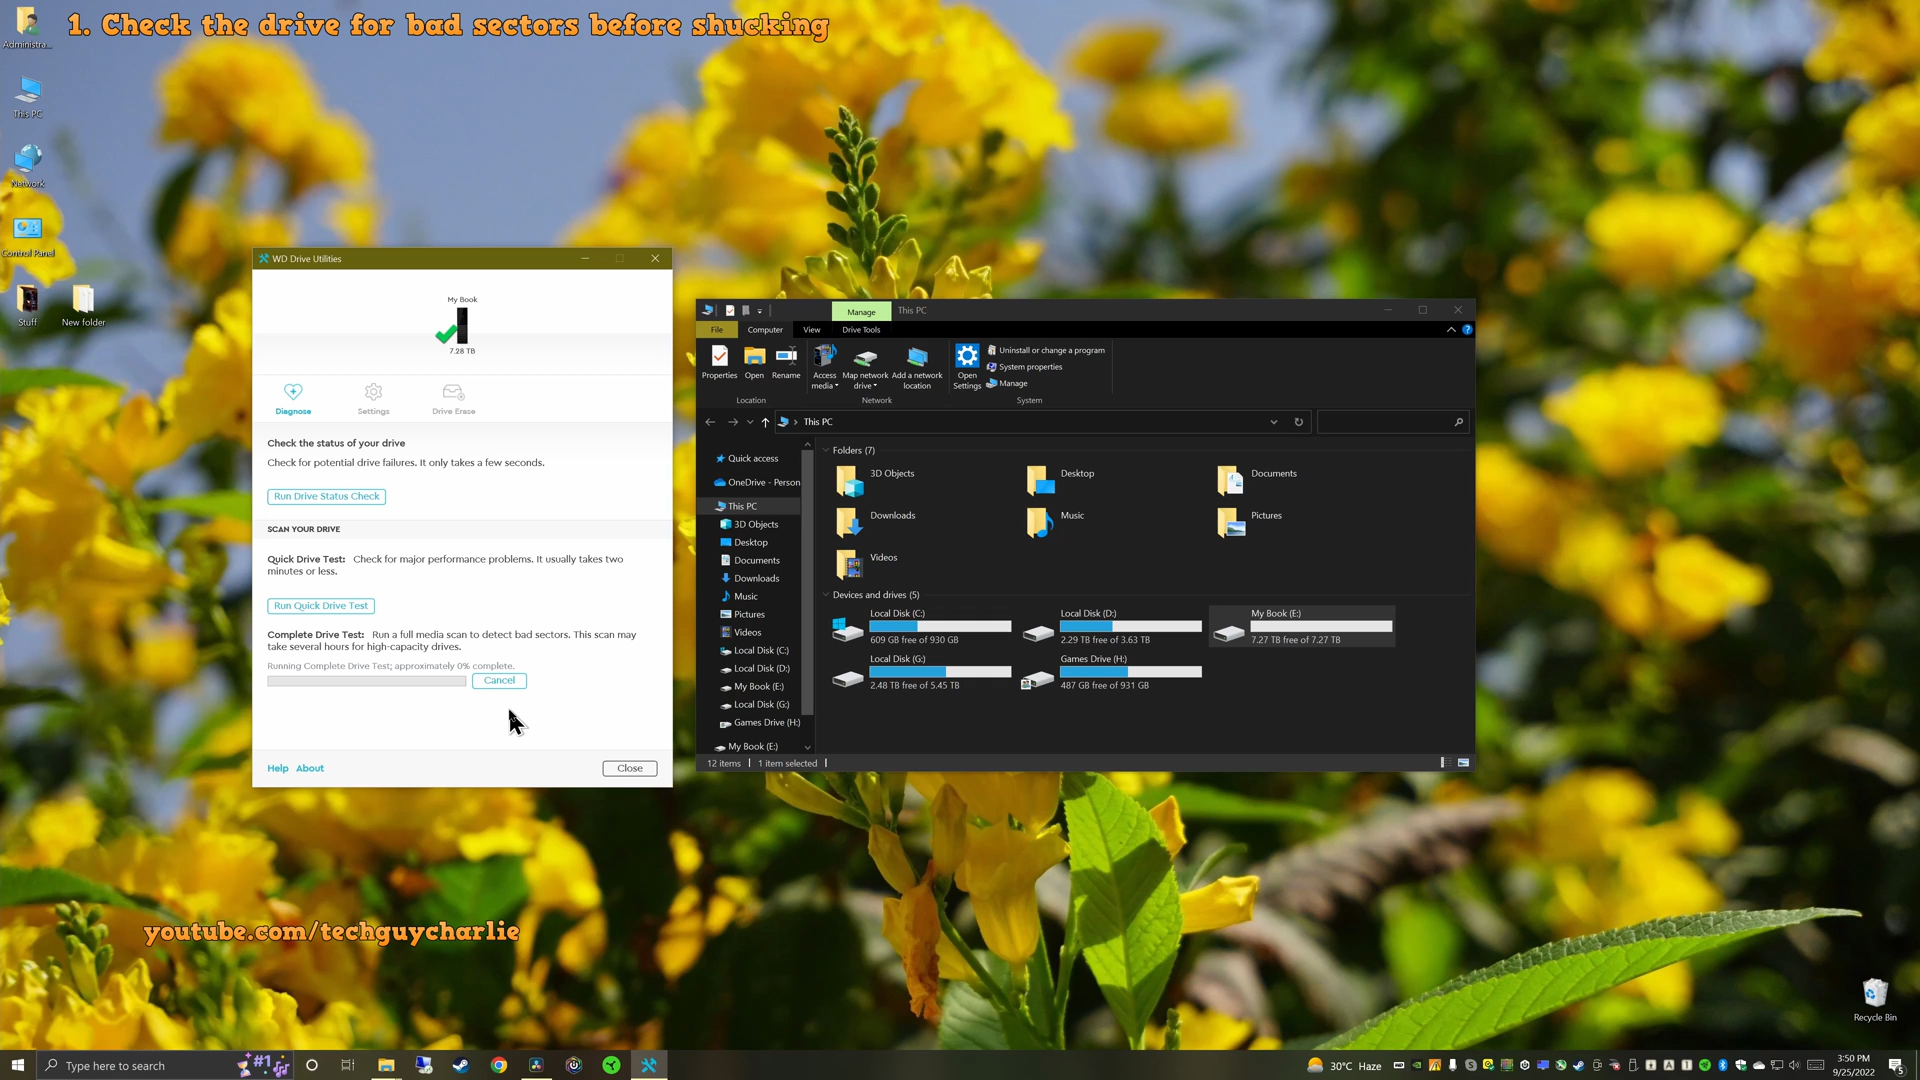 1. Check the drive for bad sectors before shucking
Administra...
This PC
Network
Control Panel
Stuff
New folder
WD Drive Utilities
My Book
7.28 TB
Diagnose
Settings
Drive Erase
Check the status of your drive
Check for potential drive failures. It only takes a few seconds.
Run Drive Status Check
SCAN YOUR DRIVE
Quick Drive Test: Check for major performance problems. It usually takes two
minutes or less.
Run Quick Drive Test
Complete Drive Test: Run a full media scan to detect bad sectors. This scan may
take several hours for high-capacity drives.
Running Complete Drive Test; approximately 0% complete.
Cancel
Help About
Close
Manage
This PC
File
Computer
View
Drive Tools
Properties
Open
Rename
Access
media
Map network
drive
Add a network
location
Open
Settings
Uninstall or change a program
System properties
Manage
Location
Network
System
This PC
Quick access
OneDrive - Person
This PC
3D Objects
Desktop
Documents
Downloads
Music
Pictures
Videos
Local Disk (C:)
Local Disk (D:)
My Book (E:)
Local Disk (G:)
Games Drive (H:)
My Book (E:)
Folders (7)
3D Objects
Desktop
Documents
Downloads
Music
Pictures
Videos
Devices and drives (5)
Local Disk (C:)
609 GB free of 930 GB
Local Disk (D:)
2.29 TB free of 3.63 TB
My Book (E:)
7.27 TB free of 7.27 TB
Local Disk (G:)
2.48 TB free of 5.45 TB
Games Drive (H:)
487 GB free of 931 GB
12 items
1 item selected
youtube.com/techguycharlie
Recycle Bin
Type here to search
#1
30°C Haze
3:50 PM
9/25/2022
5